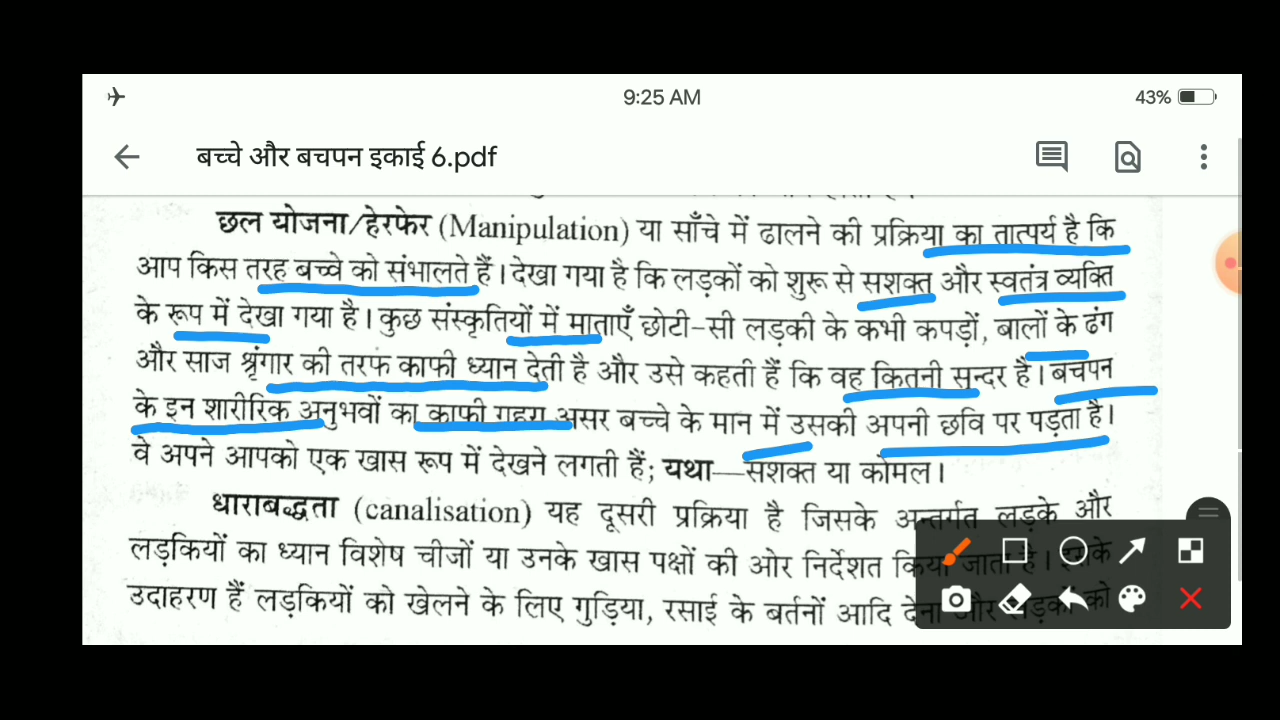 9:25 AM
43%
बच्चे और बचपन इकाई 6.pdf
छल योजना/हेरफेर (Manipulation) या साँचे में ढालने की प्रक्रिया का तात्पर्य है कि
आप किस तरह बच्चे को संभालते हैं। देखा गया है कि लड़कों को शुरू से सशक्त और स्वतंत्र व्यक्ति
के रूप में देखा गया है। कुछ संस्कृतियों में माताएँ छोटी-सी लड़की के कभी कपड़ों, बालों के ढंग
और साज श्रृंगार की तरफ काफी ध्यान देती है और उसे कहती हैं कि वह कितनी सुन्दर है। बचपन
के इन शारीरिक अनुभवों का काफी गहरा असर बच्चे के मान में उसकी अपनी छवि पर पड़ता है।
वे अपने आपको एक खास रूप में देखने लगती हैं; यथा—सशक्त या कोमल।
धाराबद्धता (canalisation) यह दूसरी प्रक्रिया है जिसके अन्तर्गत लड़के और
लड़कियों का ध्यान विशेष चीजों या उनके खास पक्षों की ओर निर्देशत किया जाता है। इसके
उदाहरण हैं लड़कियों को खेलने के लिए गुड़िया, रसाई के बर्तनों आदि देना और लड़कों को